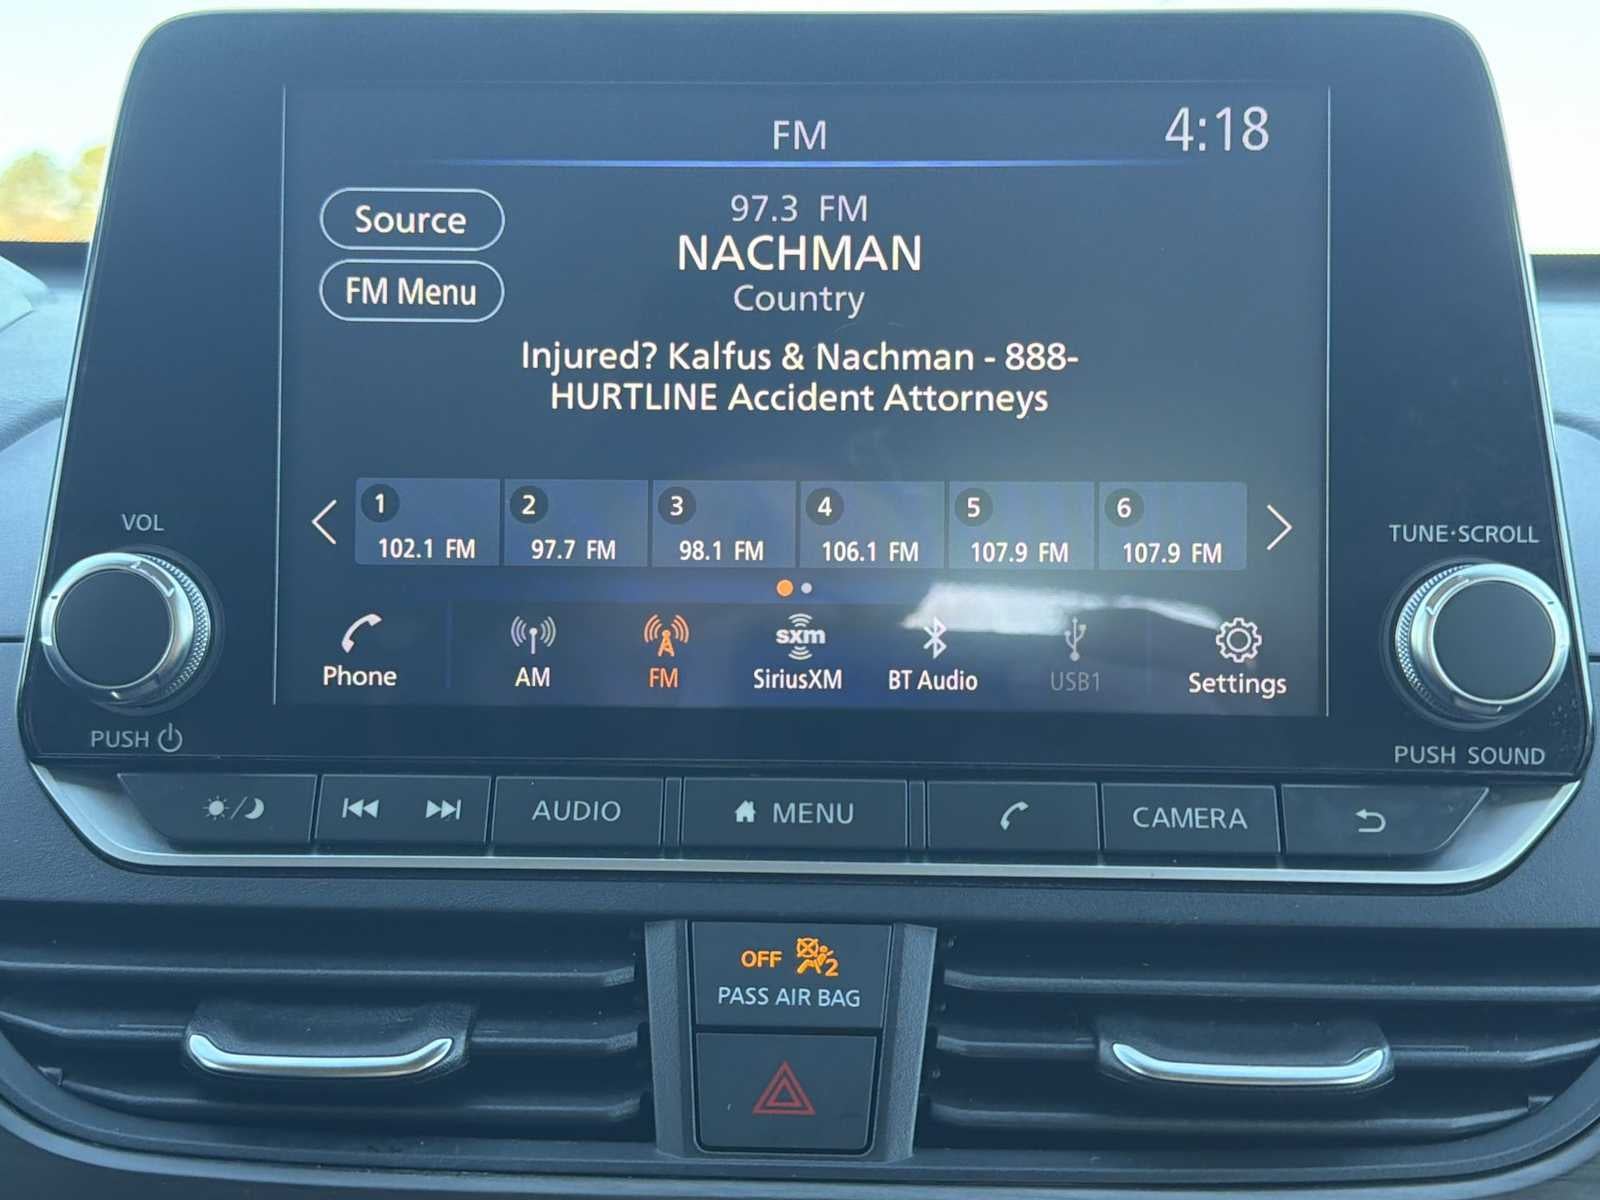 FM
4:18
Source
97.3 FM
NACHMAN
FM Menu
Country
Injured? Kalfus & Nachman - 888-
HURTLINE Accident Attorneys
1 2 3 4 5 6
102.1 FM 97.7 FM 98.1 FM 106.1 FM 107.9 FM 107.9 FM
VOL
TUNE·SCROLL
sxm
Phone AM FM SiriusXM BT Audio USB1 Settings
PUSH
PUSH SOUND
AUDIO MENU CAMERA
OFF 2
PASS AIR BAG